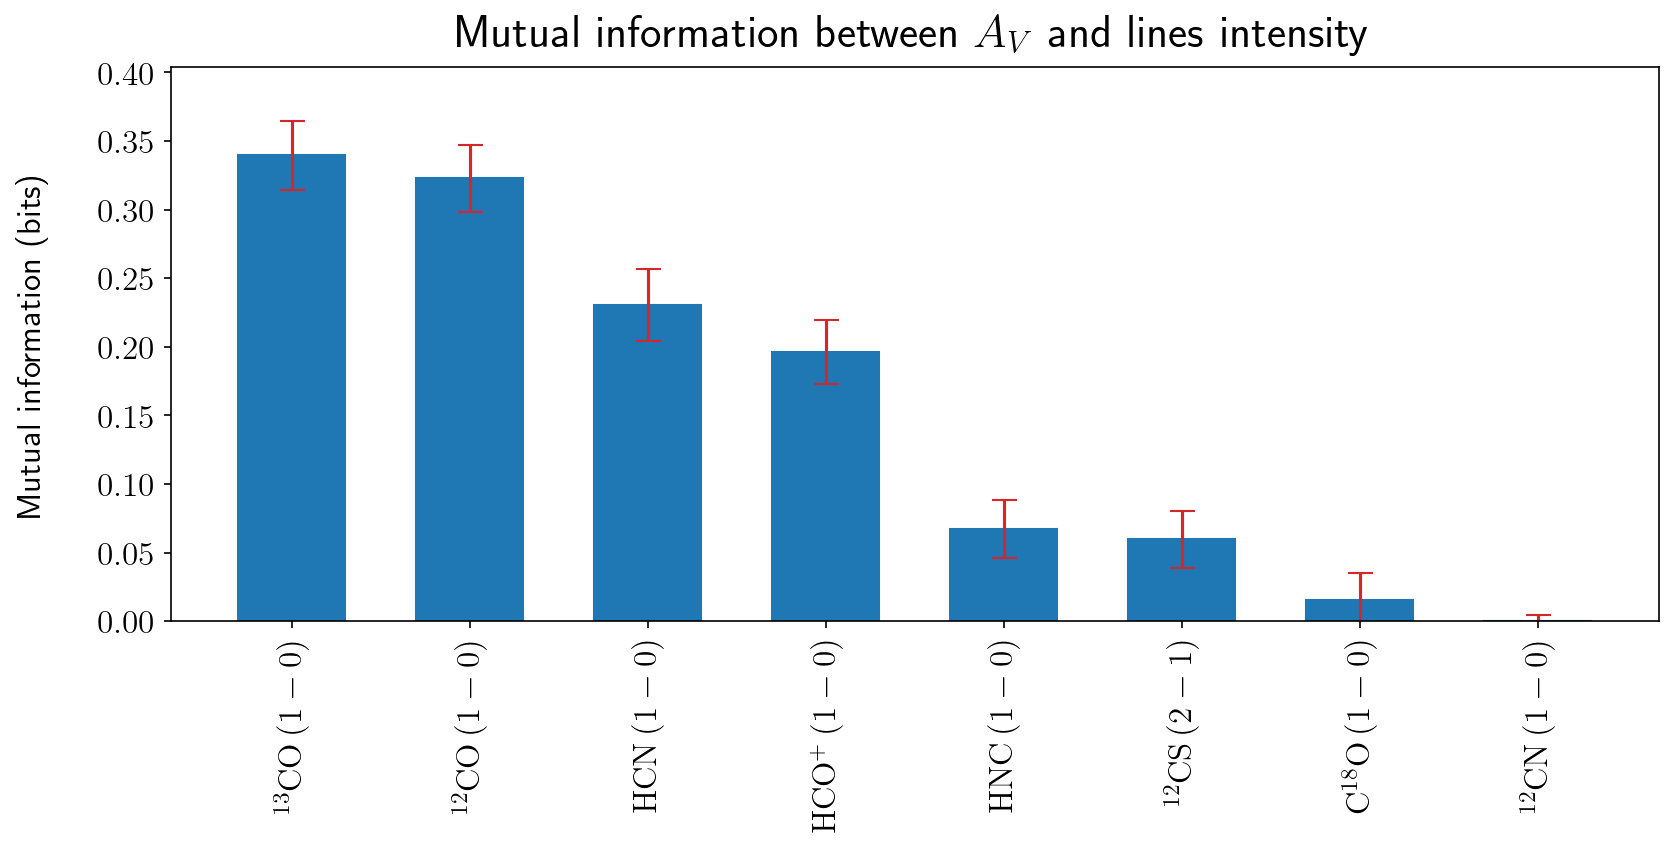 Mutual information between $A_V$ and lines intensity
Mutual information (bits)
0.40
0.35
0.30
0.25
0.20
0.15
0.10
0.05
0.00
¹³CO (1 − 0)
¹²CO (1 − 0)
HCN (1 − 0)
HCO⁺ (1 − 0)
HNC (1 − 0)
¹²CS (2 − 1)
C¹⁸O (1 − 0)
¹²CN (1 − 0)